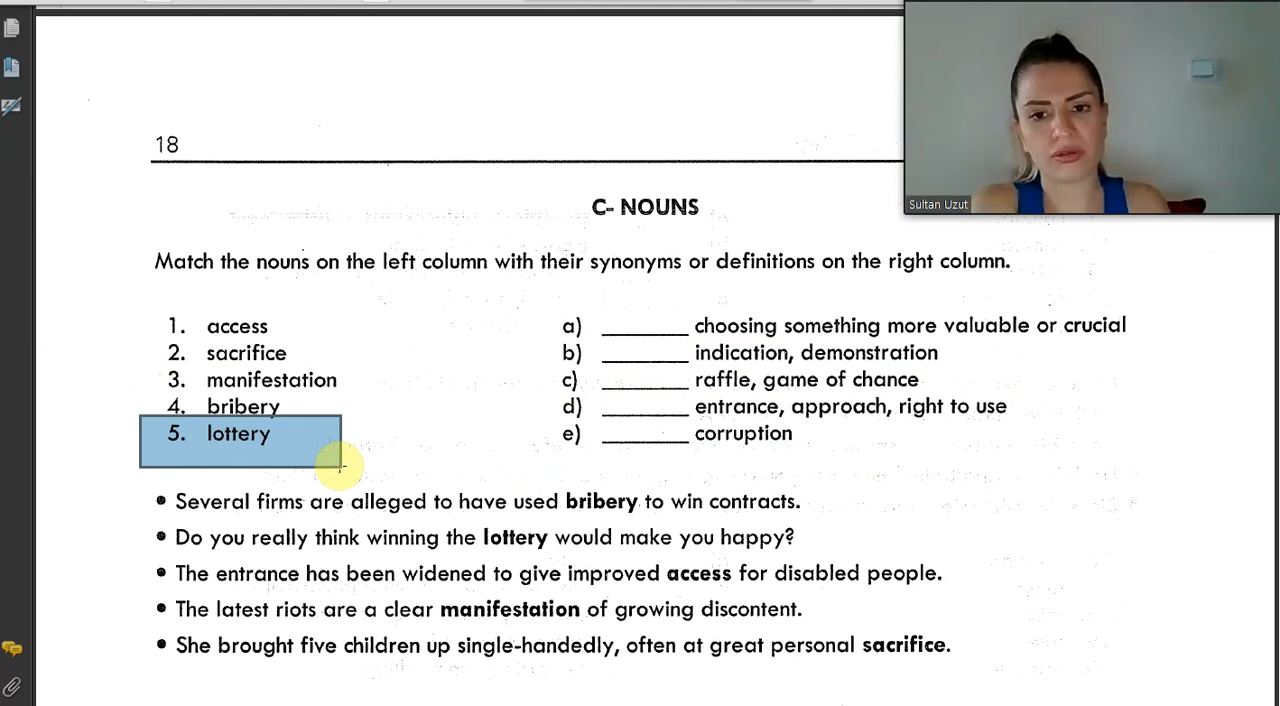 Sultan Uzut
18
C- NOUNS
Match the nouns on the left column with their synonyms or definitions on the right column.
1. access
2. sacrifice
3. manifestation
4. bribery
5. lottery
a) ________ choosing something more valuable or crucial
b) ________ indication, demonstration
c) ________ raffle, game of chance
d) ________ entrance, approach, right to use
e) ________ corruption
• Several firms are alleged to have used bribery to win contracts.
• Do you really think winning the lottery would make you happy?
• The entrance has been widened to give improved access for disabled people.
• The latest riots are a clear manifestation of growing discontent.
• She brought five children up single-handedly, often at great personal sacrifice.